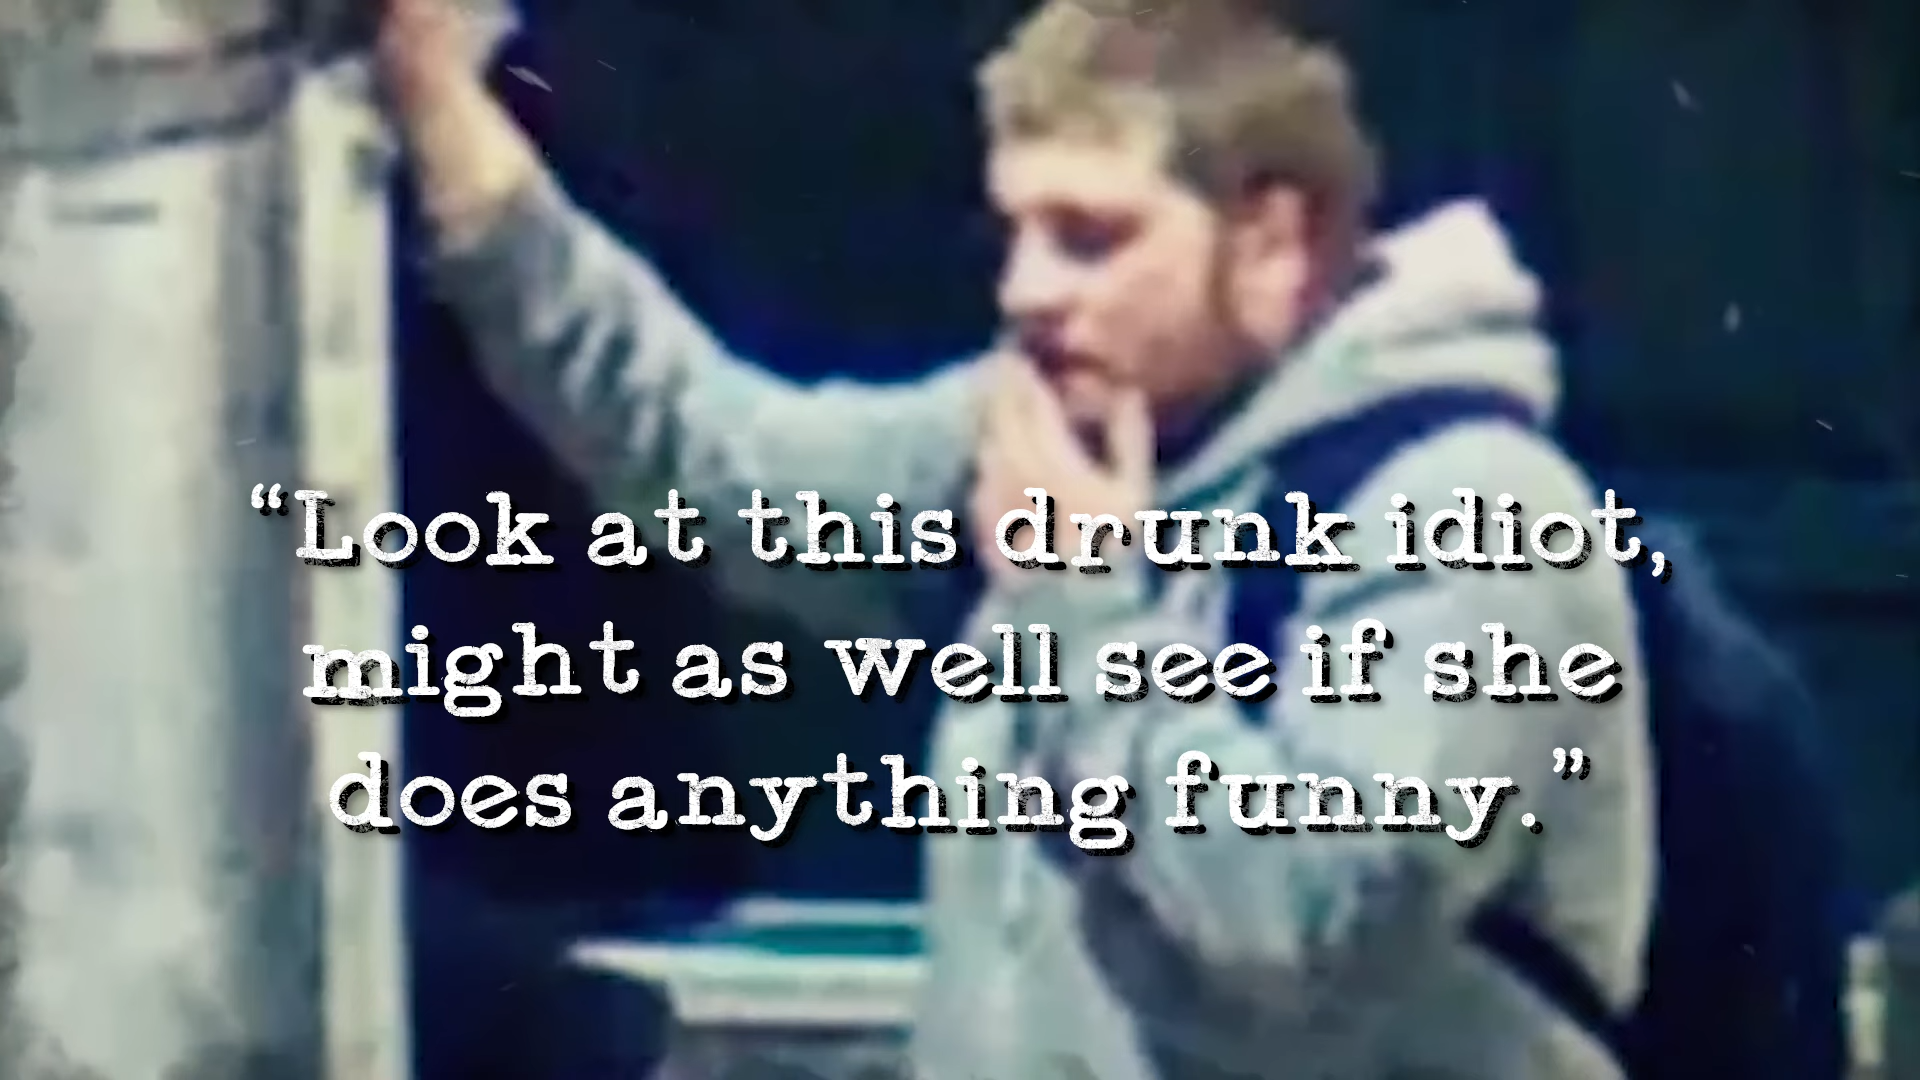 “Look at this drunk idiot,
might as well see if she
does anything funny.”